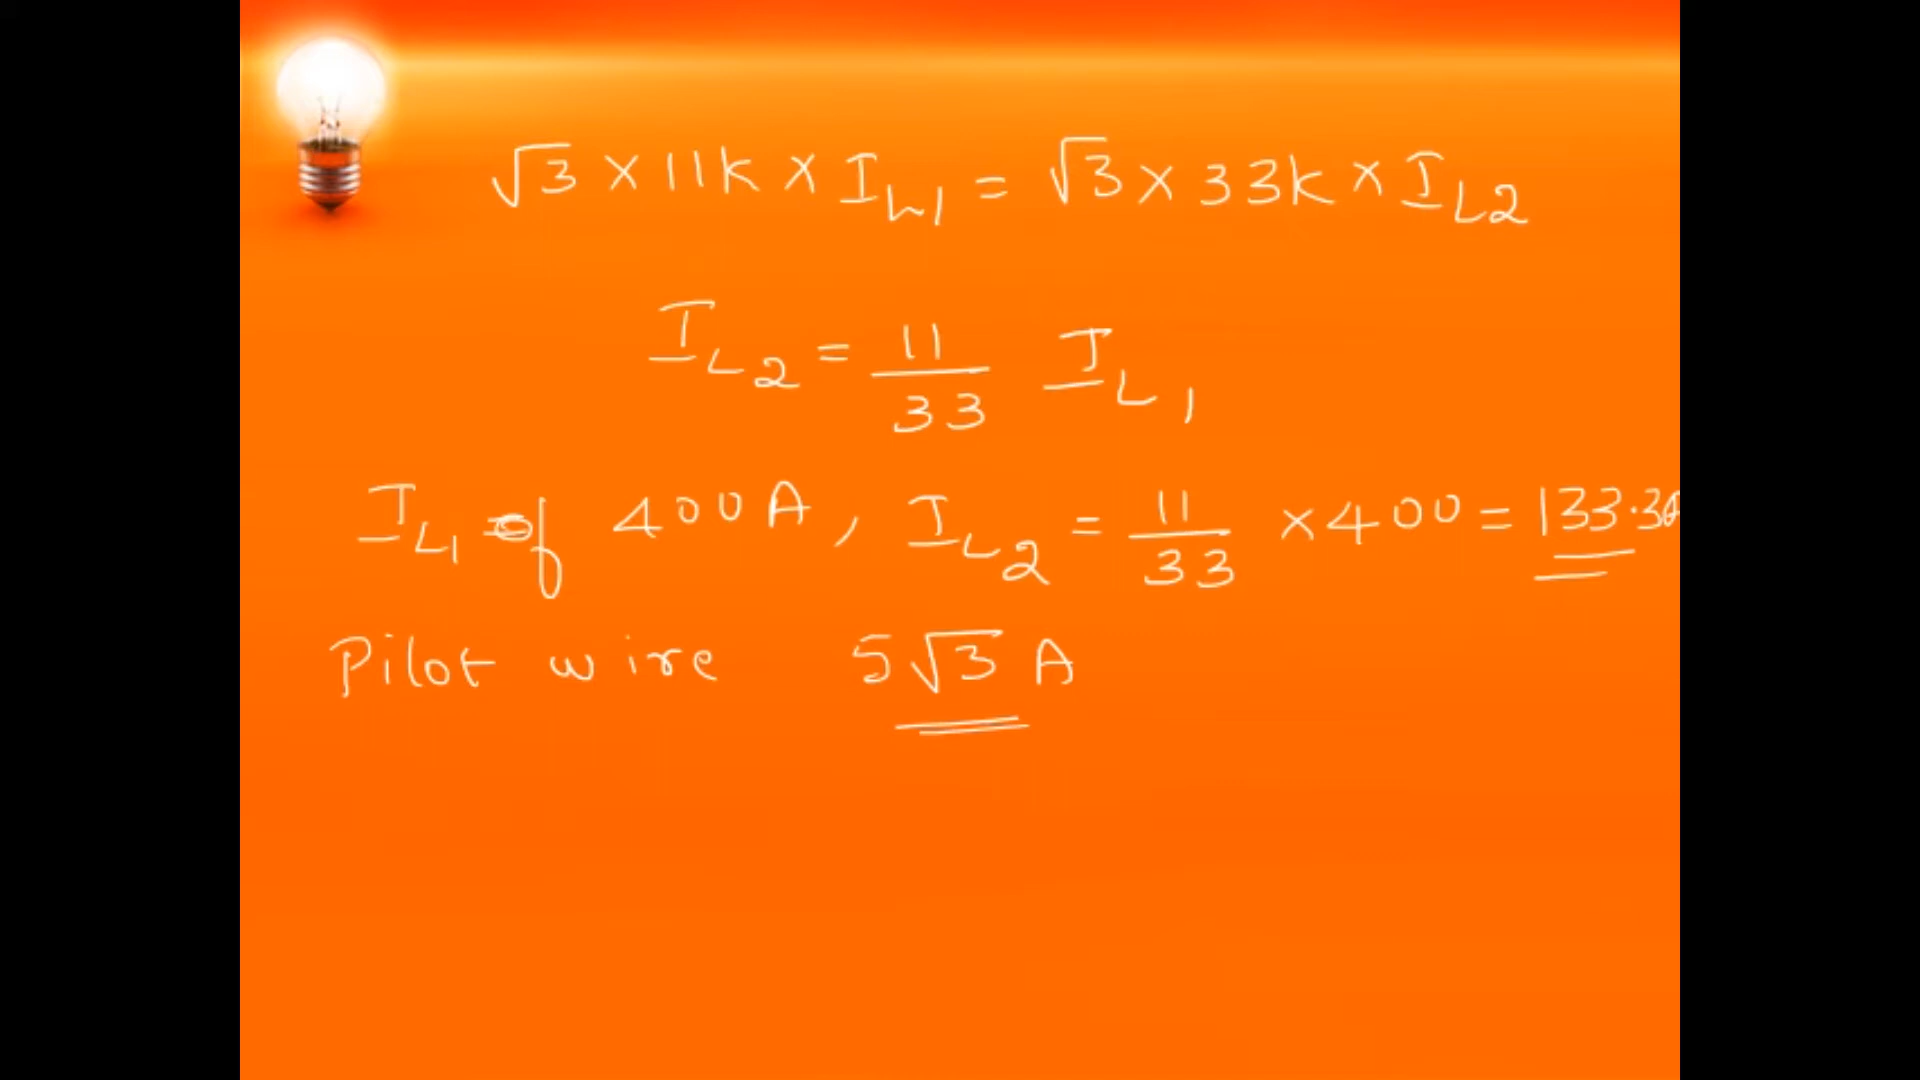 √3 × 11K × I_L1 = √3 × 33K × I_L2
I_L2 = 11/33 I_L1
I_L1 of 400A, I_L2 = 11/33 × 400 = 133.3A
Pilot wire 5√3 A